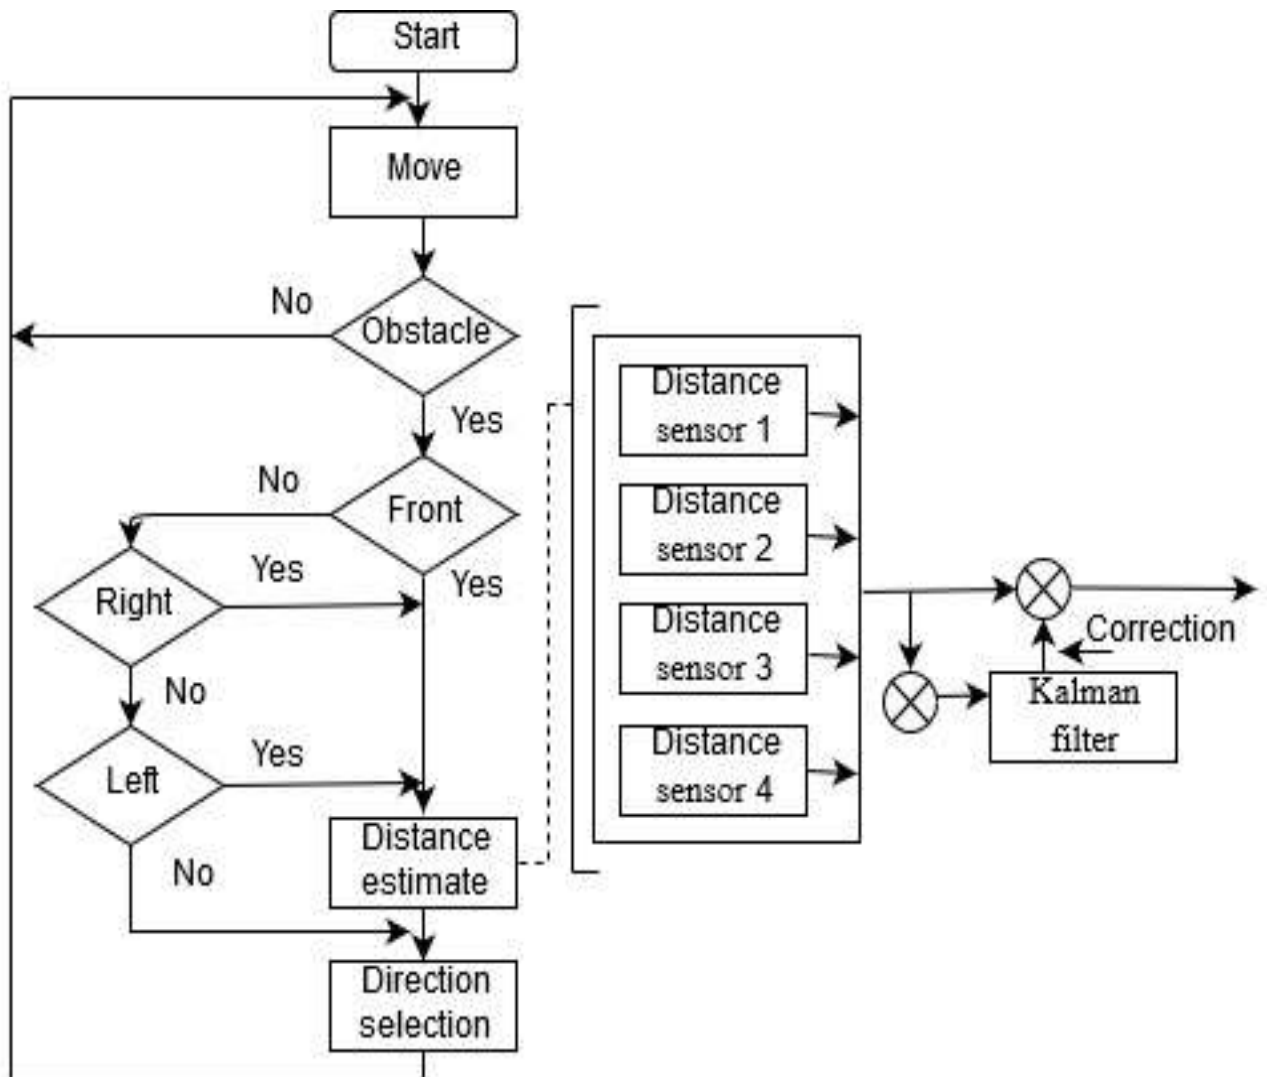 Start
Move
No
Obstacle
Yes
No
Front
Yes
Right
Yes
No
Left
Yes
No
Distance
estimate
Direction
selection
Distance
sensor 1
Distance
sensor 2
Distance
sensor 3
Distance
sensor 4
Correction
Kalman
filter